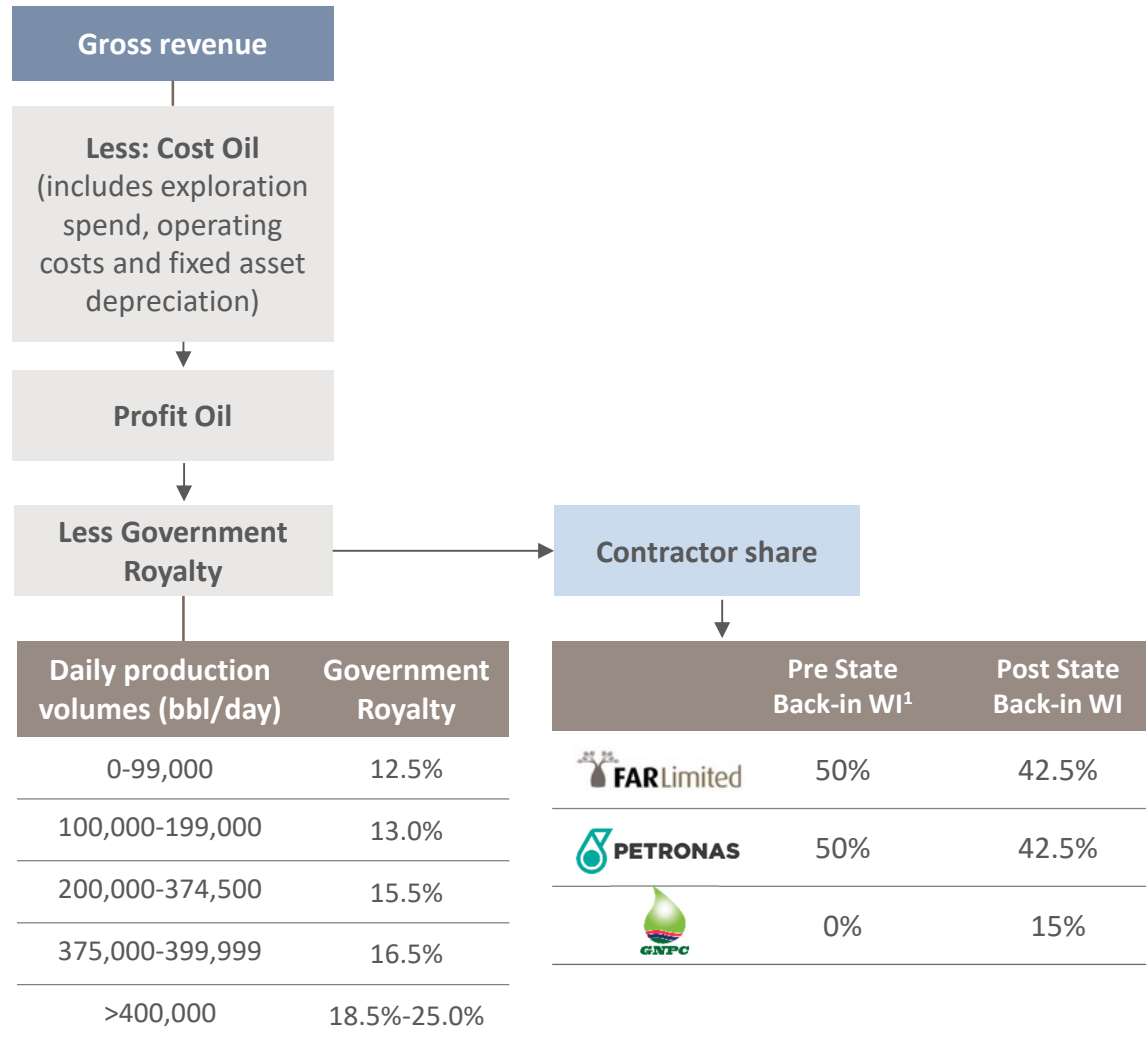 Gross revenue
Less: Cost Oil
(includes exploration
spend, operating
costs and fixed asset
depreciation)
Profit Oil
Less Government
Royalty
Contractor share
Daily production
volumes (bbl/day)
Government
Royalty
0-99,000 12.5%
100,000-199,000 13.0%
200,000-374,500 15.5%
375,000-399,999 16.5%
>400,000 18.5%-25.0%
Pre State
Back-in WI¹
Post State
Back-in WI
FARLimited 50% 42.5%
PETRONAS 50% 42.5%
GNPC 0% 15%